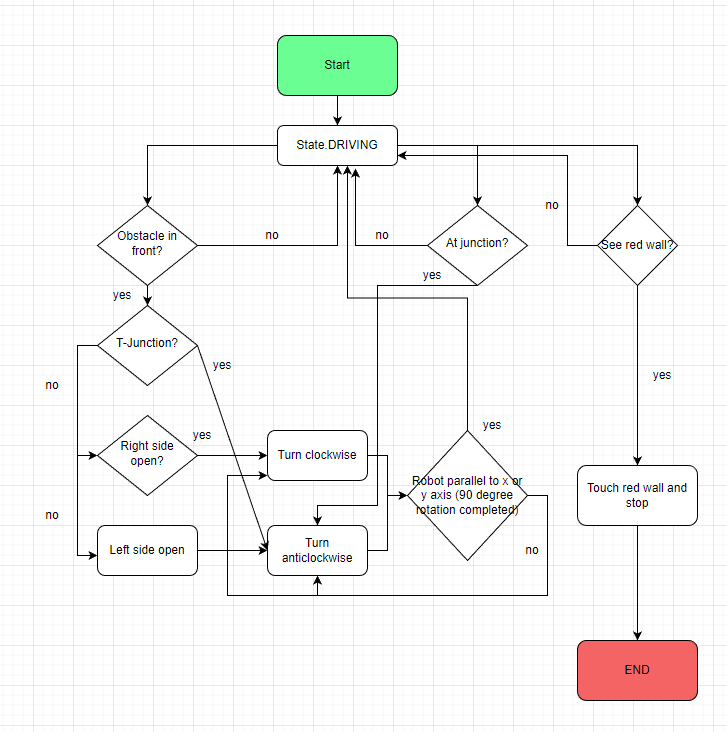 Start
State.DRIVING
no
Obstacle in
front?
no
no
At junction?
See red wall?
yes
yes
T-Junction?
yes
yes
no
yes
yes
Right side
open?
Turn clockwise
Robot parallel to x or
y axis (90 degree
rotation completed)
Touch red wall and
stop
no
Left side open
Turn
anticlockwise
no
END